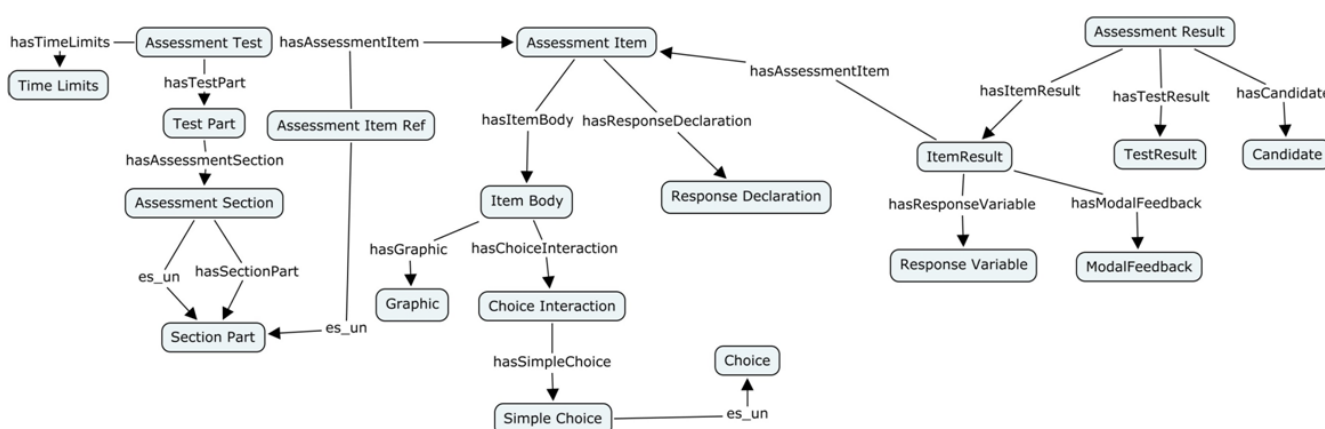 Assessment Result
hasTimeLimits
Assessment Test
hasAssessmentItem
Assessment Item
hasAssessmentItem
Time Limits
hasTestPart
hasItemResult
hasTestResult
hasCandidate
Test Part
Assessment Item Ref
hasItemBody
hasResponseDeclaration
hasAssessmentSection
ItemResult
TestResult
Candidate
Assessment Section
Item Body
Response Declaration
hasResponseVariable
hasModalFeedback
hasGraphic
hasChoiceInteraction
es_un
hasSectionPart
Response Variable
ModalFeedback
Graphic
Choice Interaction
Section Part
es_un
hasSimpleChoice
Choice
Simple Choice
es_un